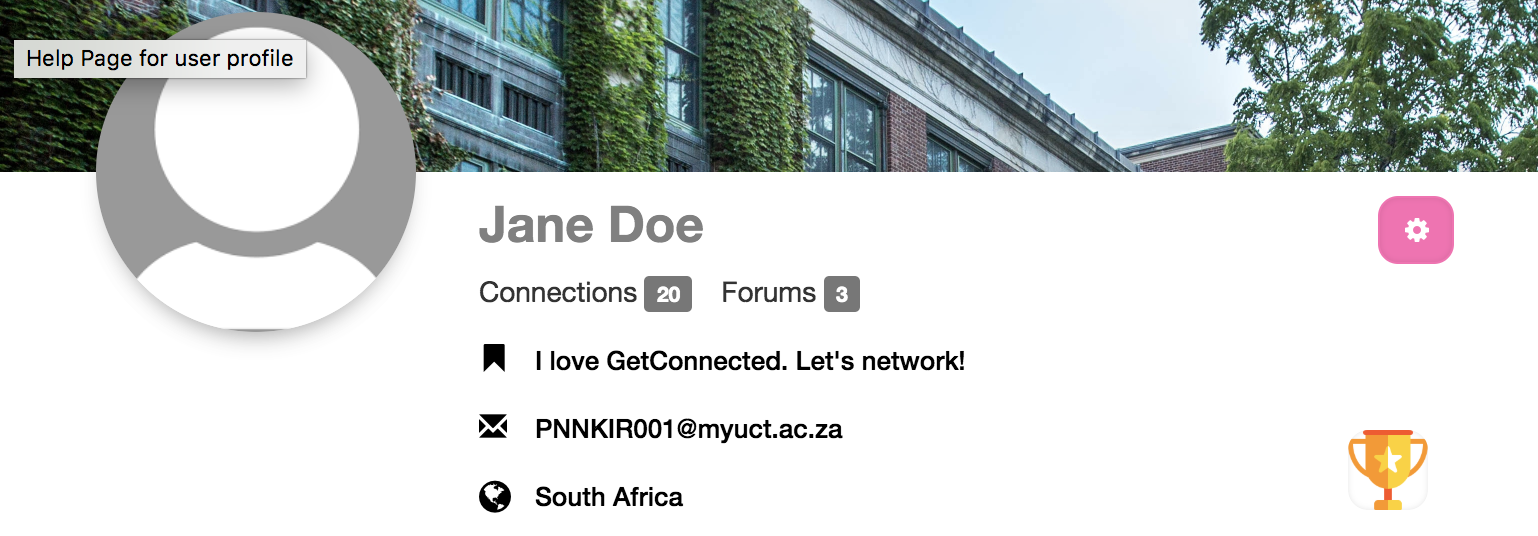 Help Page for user profile
Jane Doe
Connections 20 Forums 3
I love GetConnected. Let's network!
PNNKIR001@myuct.ac.za
South Africa